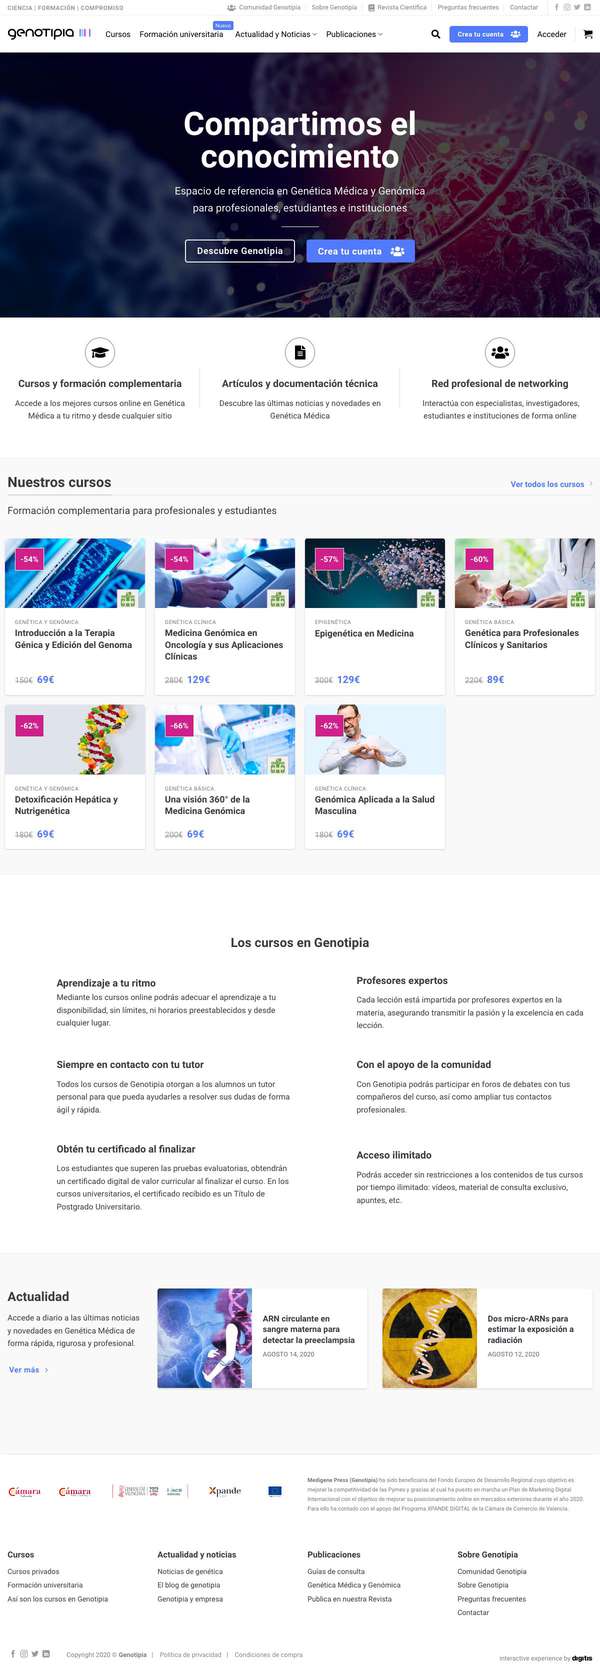 CIENCIA | FORMACIÓN | COMPROMISO
Comunidad Genotipia
Sobre Genotipia
Revista Científica
Preguntas frecuentes
Contactar
genotipia
Cursos
Formación universitaria
Nuevo
Actualidad y Noticias
Publicaciones
Crea tu cuenta
Acceder
Compartimos el
conocimiento
Espacio de referencia en Genética Médica y Genómica
para profesionales, estudiantes e instituciones
Descubre Genotipia
Crea tu cuenta
Cursos y formación complementaria
Accede a los mejores cursos online en Genética
Médica a tu ritmo y desde cualquier sitio
Artículos y documentación técnica
Descubre las últimas noticias y novedades en
Genética Médica
Red profesional de networking
Interactúa con especialistas, investigadores,
estudiantes e instituciones de forma online
Nuestros cursos
Ver todos los cursos
Formación complementaria para profesionales y estudiantes
-54%
GENÉTICA Y GENÓMICA
Introducción a la Terapia
Génica y Edición del Genoma
150€ 69€
-54%
GENÉTICA CLÍNICA
Medicina Genómica en
Oncología y sus Aplicaciones
Clínicas
280€ 129€
-57%
EPIGENÉTICA
Epigenética en Medicina
300€ 129€
-60%
GENÉTICA BÁSICA
Genética para Profesionales
Clínicos y Sanitarios
220€ 89€
-62%
GENÉTICA Y GENÓMICA
Detoxificación Hepática y
Nutrigenética
180€ 69€
-66%
GENÉTICA BÁSICA
Una visión 360° de la
Medicina Genómica
200€ 69€
-62%
GENÉTICA CLÍNICA
Genómica Aplicada a la Salud
Masculina
180€ 69€
Los cursos en Genotipia
Aprendizaje a tu ritmo
Mediante los cursos online podrás adecuar el aprendizaje a tu
disponibilidad, sin límites, ni horarios preestablecidos y desde
cualquier lugar.
Profesores expertos
Cada lección está impartida por profesores expertos en la
materia, asegurando transmitir la pasión y la excelencia en cada
lección.
Siempre en contacto con tu tutor
Todos los cursos de Genotipia otorgan a los alumnos un tutor
personal para que pueda ayudarles a resolver sus dudas de forma
ágil y rápida.
Con el apoyo de la comunidad
Con Genotipia podrás participar en foros de debates con tus
compañeros del curso, así como ampliar tus contactos
profesionales.
Obtén tu certificado al finalizar
Los estudiantes que superen las pruebas evaluatorias, obtendrán
un certificado digital de valor curricular al finalizar el curso. En los
cursos universitarios, el certificado recibido es un Título de
Postgrado Universitario.
Acceso ilimitado
Podrás acceder sin restricciones a los contenidos de tus cursos
por tiempo ilimitado: vídeos, material de consulta exclusivo,
apuntes, etc.
Actualidad
Accede a diario a las últimas noticias
y novedades en Genética Médica de
forma rápida, rigurosa y profesional.
Ver más
ARN circulante en
sangre materna para
detectar la preeclampsia
AGOSTO 14, 2020
Dos micro-ARNs para
estimar la exposición a
radiación
AGOSTO 12, 2020
Cámara
Cámara
Xpande
Medigene Press (Genotipia) ha sido beneficiaria del Fondo Europeo de Desarrollo Regional cuyo objetivo es
mejorar la competitividad de las Pymes y gracias al cual ha puesto en marcha un Plan de Marketing Digital
Internacional con el objetivo de mejorar su posicionamiento online en mercados exteriores durante el año 2020.
Para ello ha contado con el apoyo del Programa XPANDE DIGITAL de la Cámara de Comercio de Valencia.
Cursos
Cursos privados
Formación universitaria
Así son los cursos en Genotipia
Actualidad y noticias
Noticias de genética
El blog de genotipia
Genotipia y empresa
Publicaciones
Guías de consulta
Genética Médica y Genómica
Publica en nuestra Revista
Sobre Genotipia
Comunidad Genotipia
Sobre Genotipia
Preguntas frecuentes
Contactar
Copyright 2020 © Genotipia | Política de privacidad | Condiciones de compra
interactive experience by digitis